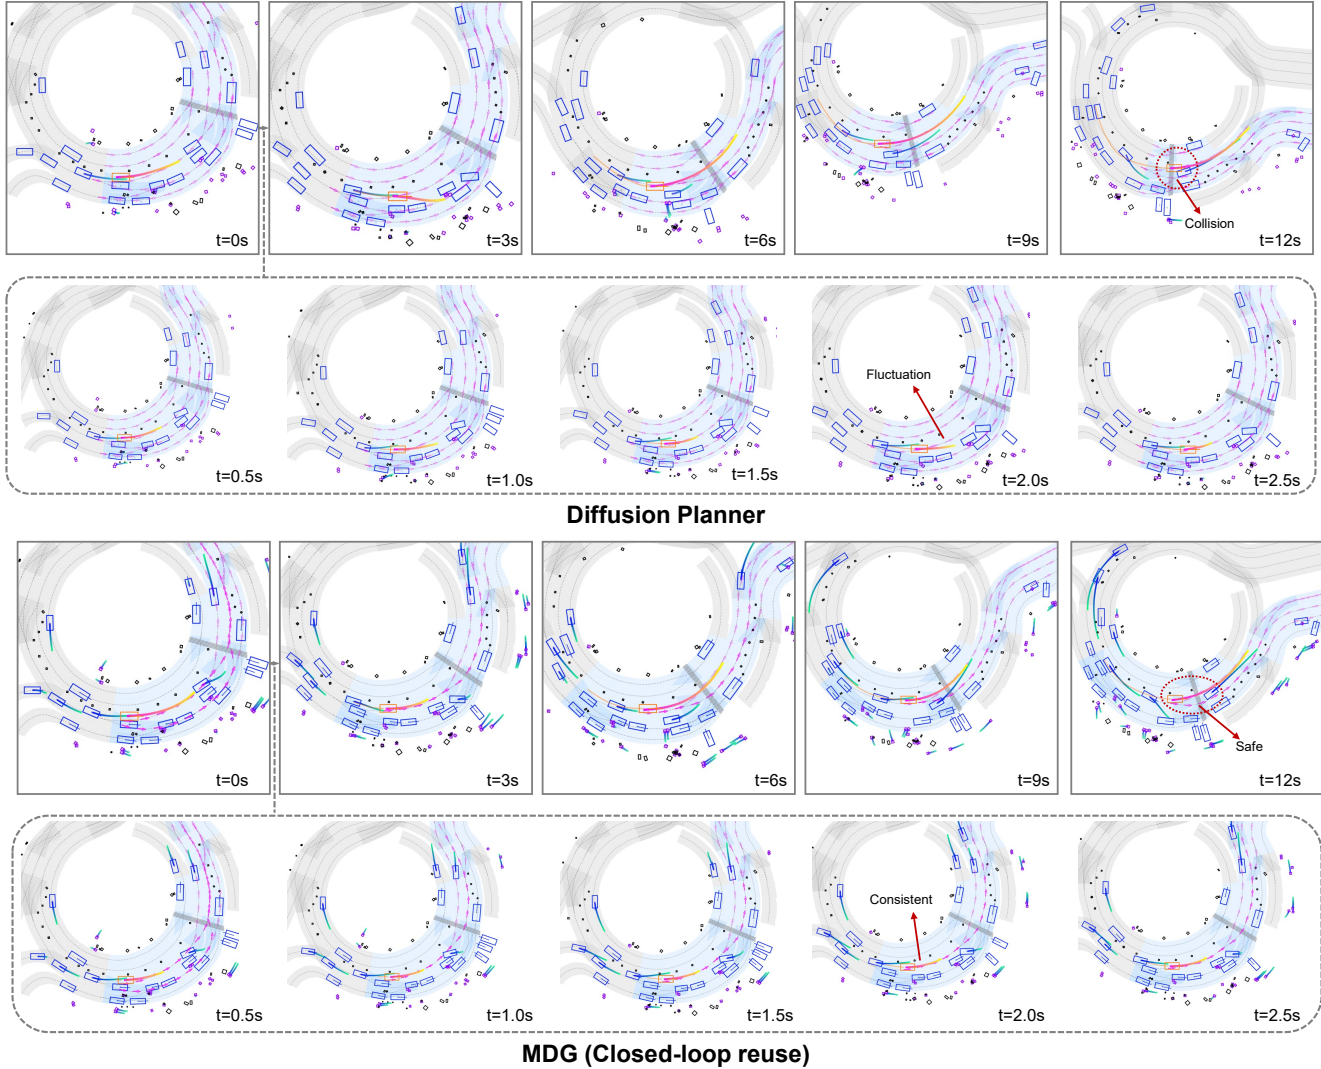 t=0s
t=3s
t=6s
t=9s
Collision
t=12s
Fluctuation
t=0.5s
t=1.0s
t=1.5s
t=2.0s
t=2.5s
Diffusion Planner
t=0s
t=3s
t=6s
t=9s
Safe
t=12s
Consistent
t=0.5s
t=1.0s
t=1.5s
t=2.0s
t=2.5s
MDG (Closed-loop reuse)